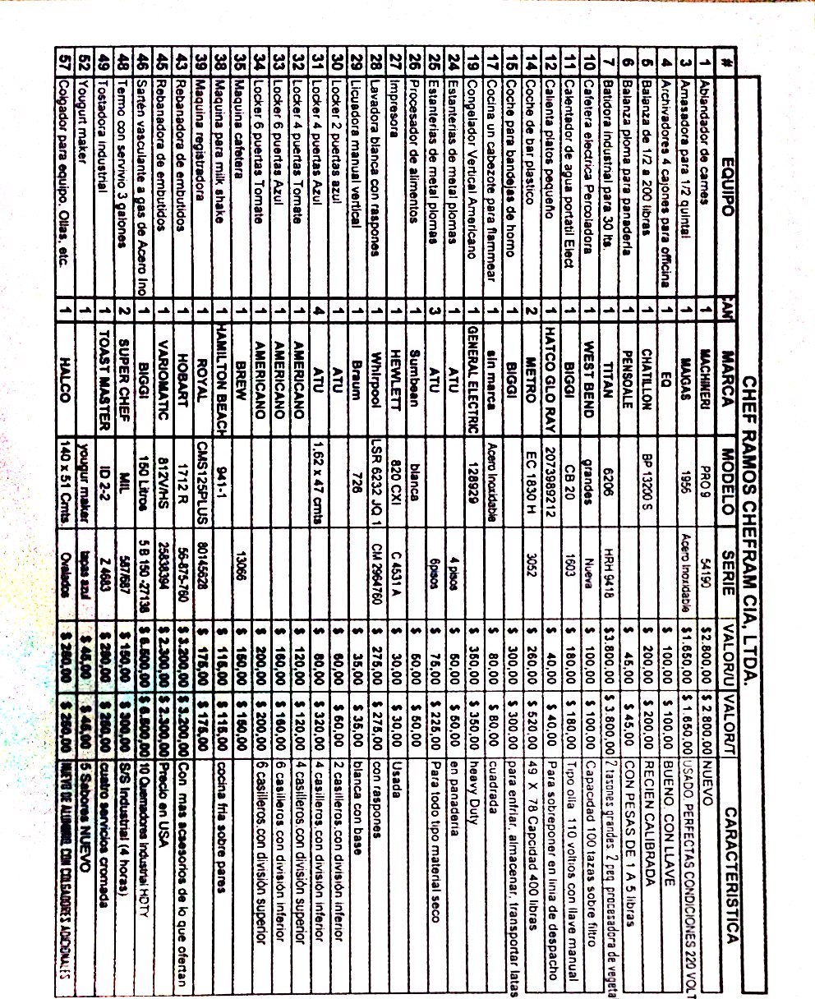 CHEF RAMOS CHEFRAM CIA, LTDA.
# EQUIPO CANT MARCA MODELO SERIE VALOR/U VALOR/T CARACTERISTICA
1 Ablandador de carnes 1 MACHINERI PRO 9 54190 $2.800,00 $ 2 800,00 NUEVO
3 Amasadora para 1/2 quintal 1 MAIGAS 1956 Acero Inoxidable $1.650,00 $ 1.650,00 USADO, PERFECTAS CONDICIONES 220 VOLT
4 Archivadores 4 cajones para officina 1 EQ $ 100,00 $ 100,00 BUENO, CON LLAVE
5 Balanza de 1/2 a 200 libras 1 CHATILLON BP 13200 S $ 200,00 $ 200,00 RECIEN CALIBRADA
6 Balanza ploma para panadería 1 PENSOALE $ 45,00 $ 45,00 CON PESAS DE 1 A 5 libras
7 Batidora industrial para 30 lts. 1 TITAN 6206 HRH 9418 $3.800,00 $ 3 800,00 2 tasones grandes. 2 peq procesadora de vegeta
10 Cafetera electrica Percoladora 1 WEST BEND grandes Nueva $ 100,00 $ 100,00 Capacidad 100 tazas sobre filtro
11 Calentador de agua portatil Elect 1 BIGGI CB 20 1603 $ 180,00 $ 180,00 Tipo olla 110 voltios con llave manual
12 Calienta platos pequeño 1 HATCO GLO RAY 2073989212 $ 40,00 $ 40,00 Para sobreponer en linia de despacho
14 Coche de bar plastico 2 METRO EC 1830 H 3052 $ 260,00 $ 520,00 49 X 78 Capcidad 400 libras
15 Coche para bandejas de horno 1 BIGGI $ 300,00 $ 300,00 para enfriar, almacenar, transportar latas
17 Cocina un cabezote para flammear 1 sin marca Acero Inoxidable $ 80,00 $ 80,00 cuadrada
19 Congelador Vertical Americano 1 GENERAL ELECTRIC 128929 $ 350,00 $ 350,00 heavy Duty
24 Estanterias de metal plomas 1 ATU 4 pisos $ 50,00 $ 50,00 en panaderia
25 Estanterias de metal plomas 3 ATU 6pisos $ 75,00 $ 225,00 Para todo tipo material seco
26 Procesador de alimentos 1 Sumbean blanca $ 50,00 $ 50,00
27 Impresora 1 HEWLETT 820 CXI C 4531 A $ 30,00 $ 30,00 Usada
28 Lavadora blanca con raspones 1 Whirpool LSR 6232 JQ 1 CM 2964760 $ 275,00 $ 275,00 con raspones
29 Licuadora manual vertical 1 Braum 726 $ 35,00 $ 35,00 blanca con base
30 Locker 2 puertas azul 1 ATU $ 60,00 $ 60,00 2 casilleros.con división inferior
31 Locker 4 puertas Azul 4 ATU 1,62 x 47 cmts $ 80,00 $ 320,00 4 casilleros con división inferior
32 Locker 4 puertas Tomate 1 AMERICANO $ 120,00 $ 120,00 4 casilleros.con división superior
33 Locker 6 puertas Azul 1 AMERICANO $ 160,00 $ 160,00 6 casilleros con división inferior
34 Locker 6 puertas Tomate 1 AMERICANO $ 200,00 $ 200,00 6 casilleros.con división superior
35 Maquina cafetera 1 BREW 13066 $ 150,00 $ 150,00
38 Maquina para milk shake 1 HAMILTON BEACH 941-1 $ 115,00 $ 115,00 cocina fria sobre pares
39 Maquina registradora 1 ROYAL CMS125PLUS 80145628 $ 175,00 $ 175,00
43 Rebanadora de embutidos 1 HOBART 1712 R 56-875-760 $ 3.200,00 $ 3.200,00 Con mas acsesorios de lo que ofertan
45 Rebanadora de embutidos 1 VARIOMATIC 812VHS 25838394 $ 2.300,00 $ 2.300,00 Precio en USA
46 Sartén vasculante a gas de Acero Ino 1 BIGGI 150 Litros 5 B 150 -27138 $ 6.500,00 $ 6.500,00 10 Quemadores Industrial HDTY
48 Termo con servivio 3 galones 2 SUPER CHEF MIL 587/687 $ 150,00 $ 300,00 S/S Industrial (4 horas)
49 Tostadora industrial 1 TOAST MASTER ID 2-2 Z 4683 $ 280,00 $ 280,00 cuatro servicios cromada
52 Yougurt maker 1 yougur maker tapas azul $ 45,00 $ 45,00 5 Sabores NUEVO
57 Colgador para equipo. Ollas, etc. 1 HALCO 140 x 51 Cmts. Ovalados $ 250,00 $ 250,00 NUEVO DE ALUMINIO, CON COLGADORES ADICIONALES